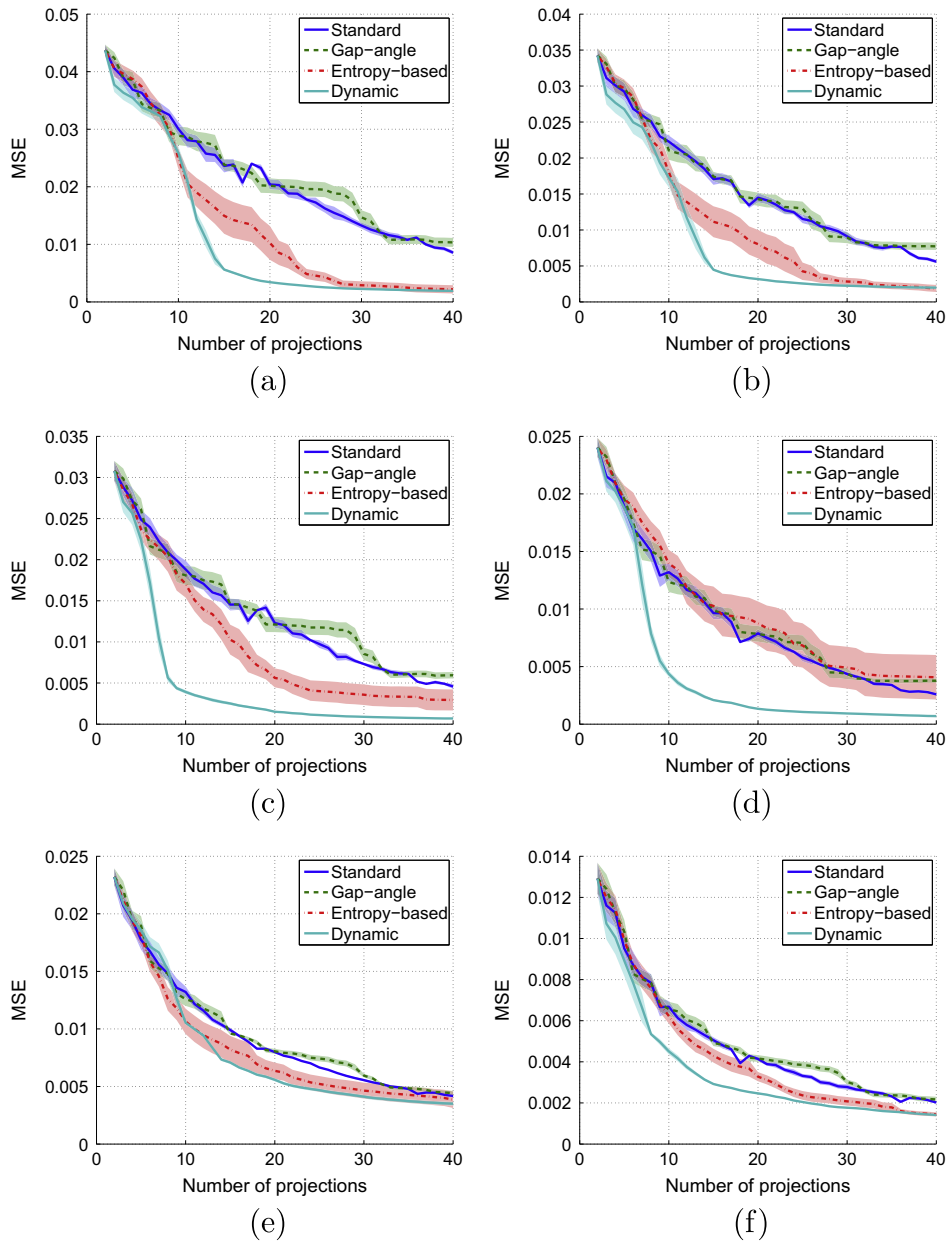 0.05
0.04
0.03
0.02
0.01
0
MSE
0 10 20 30 40
Number of projections
Standard
Gap-angle
Entropy-based
Dynamic
(a)
0.04
0.035
0.03
0.025
0.02
0.015
0.01
0.005
0
MSE
0 10 20 30 40
Number of projections
Standard
Gap-angle
Entropy-based
Dynamic
(b)
0.035
0.03
0.025
0.02
0.015
0.01
0.005
0
MSE
0 10 20 30 40
Number of projections
Standard
Gap-angle
Entropy-based
Dynamic
(c)
0.025
0.02
0.015
0.01
0.005
0
MSE
0 10 20 30 40
Number of projections
Standard
Gap-angle
Entropy-based
Dynamic
(d)
0.025
0.02
0.015
0.01
0.005
0
MSE
0 10 20 30 40
Number of projections
Standard
Gap-angle
Entropy-based
Dynamic
(e)
0.014
0.012
0.01
0.008
0.006
0.004
0.002
0
MSE
0 10 20 30 40
Number of projections
Standard
Gap-angle
Entropy-based
Dynamic
(f)